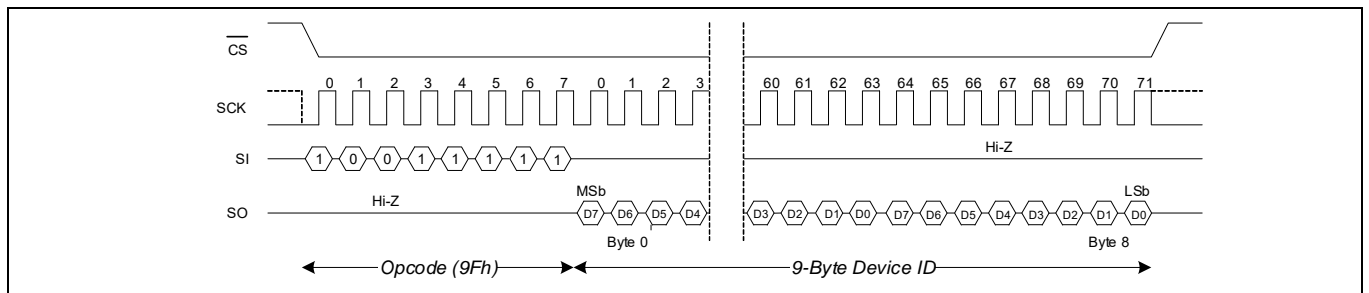 CS
0 1 2 3 4 5 6 7 0 1 2 3 60 61 62 63 64 65 66 67 68 69 70 71
SCK
SI 1 0 0 1 1 1 1 1 Hi-Z
MSb LSb
SO Hi-Z D7 D6 D5 D4 D3 D2 D1 D0 D7 D6 D5 D4 D3 D2 D1 D0
Byte 0 Byte 8
Opcode (9Fh) 9-Byte Device ID